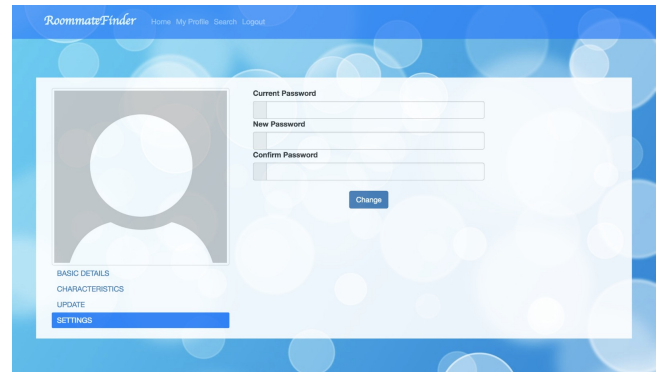 RoommateFinder Home My Profile Search Logout
Current Password
New Password
Confirm Password
Change
BASIC DETAILS
CHARACTERISTICS
UPDATE
SETTINGS